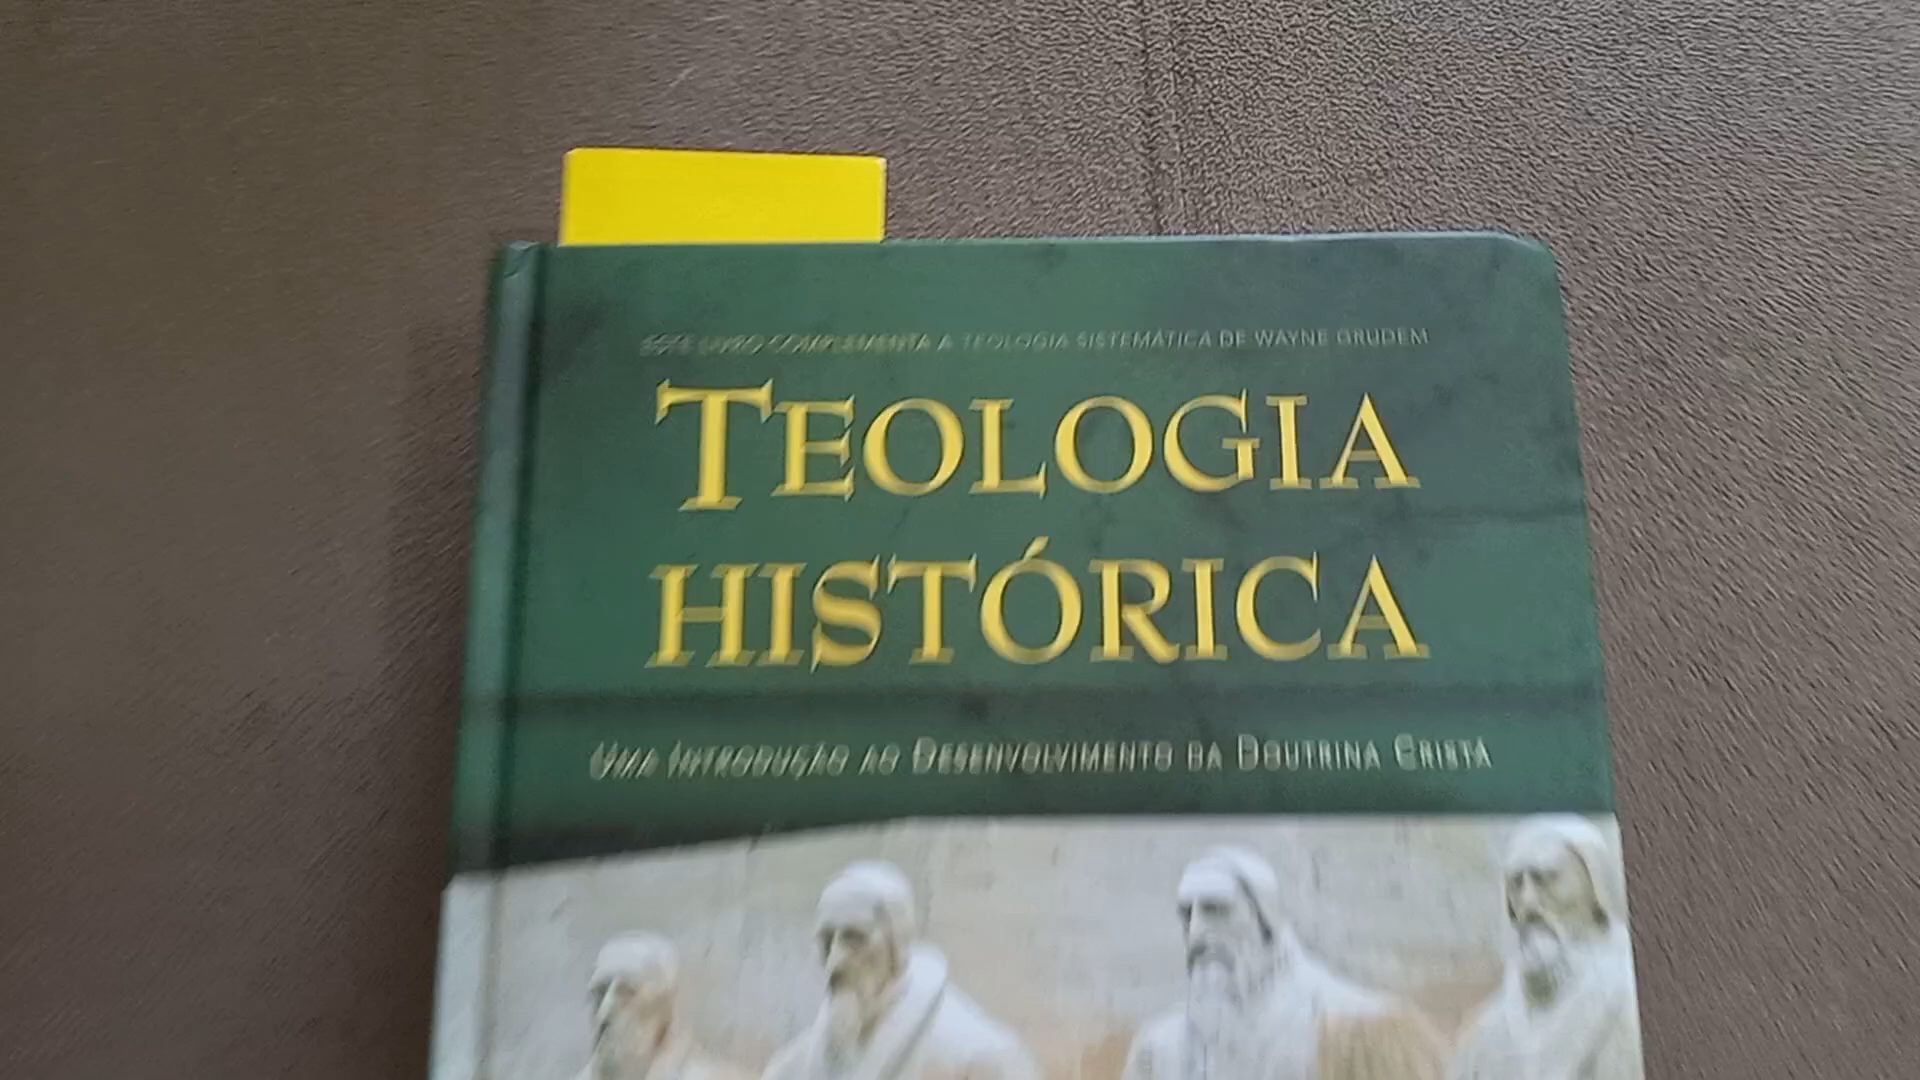 ESTE LIVRO COMPLEMENTA A TEOLOGIA SISTEMÁTICA DE WAYNE GRUDEM
TEOLOGIA
HISTÓRICA
UMA INTRODUÇÃO AO DESENVOLVIMENTO DA DOUTRINA CRISTÃ